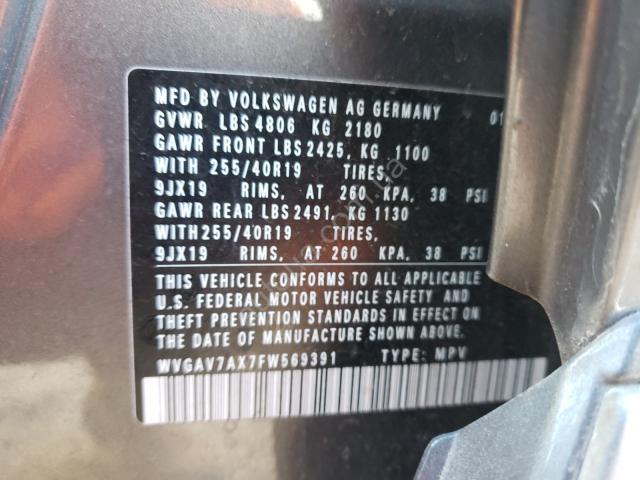 MFD BY VOLKSWAGEN AG GERMANY 01
GVWR LBS 4806 KG 2180
GAWR FRONT LBS 2425, KG 1100
WITH 255/40R19 TIRES,
9JX19 RIMS, AT 260 KPA, 38 PSI
GAWR REAR LBS 2491, KG 1130
WITH 255/40R19 TIRES,
9JX19 RIMS, AT 260 KPA, 38 PSI
THIS VEHICLE CONFORMS TO ALL APPLICABLE
U.S. FEDERAL MOTOR VEHICLE SAFETY AND
THEFT PREVENTION STANDARDS IN EFFECT ON
THE DATE OF MANUFACTURE SHOWN ABOVE.
WVGAV7AX7FW569391 TYPE: MPV